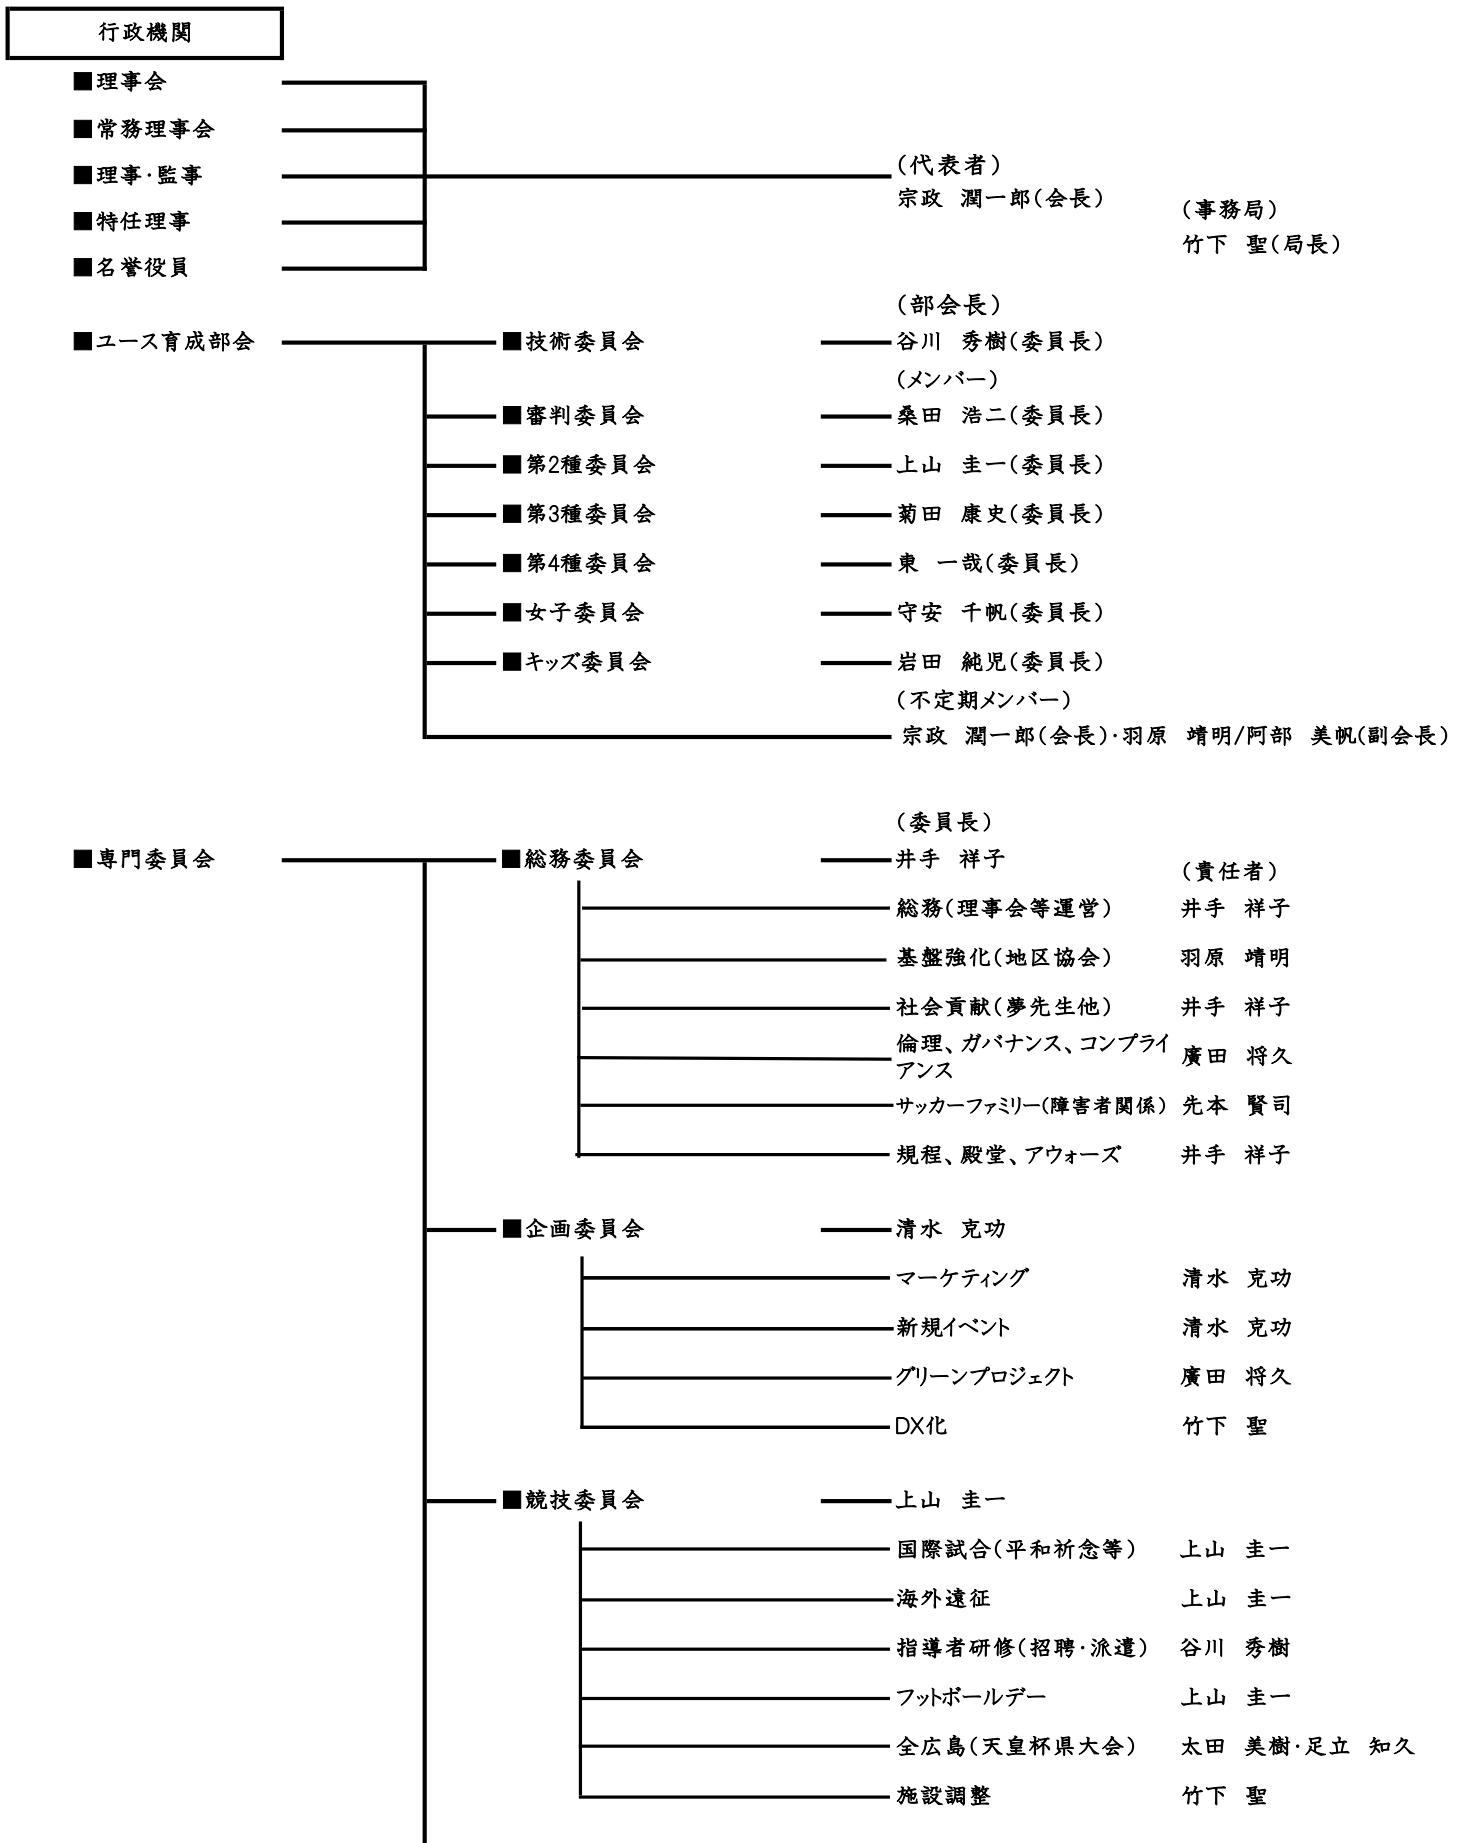 行政機関
■理事会
■常務理事会
(代表者)
■理事・監事
宗政 潤一郎(会長)
(事務局)
■特任理事
竹下 聖(局長)
■名誉役員
(部会長)
■ユース育成部会 ■技術委員会 谷川 秀樹(委員長)
(メンバー)
■審判委員会 桑田 浩二(委員長)
■第2種委員会 上山 圭一(委員長)
■第3種委員会 菊田 康史(委員長)
■第4種委員会 東 一哉(委員長)
■女子委員会 守安 千帆(委員長)
■キッズ委員会 岩田 純児(委員長)
(不定期メンバー)
宗政 潤一郎(会長)・羽原 靖明/阿部 美帆(副会長)
(委員長)
■専門委員会 ■総務委員会 井手 祥子
(責任者)
総務(理事会等運営) 井手 祥子
基盤強化(地区協会) 羽原 靖明
社会貢献(夢先生他) 井手 祥子
倫理、ガバナンス、コンプライ
アンス 廣田 将久
サッカーファミリー(障害者関係) 先本 賢司
規程、殿堂、アウォーズ 井手 祥子
■企画委員会 清水 克功
マーケティング 清水 克功
新規イベント 清水 克功
グリーンプロジェクト 廣田 将久
DX化 竹下 聖
■競技委員会 上山 圭一
国際試合(平和祈念等) 上山 圭一
海外遠征 上山 圭一
指導者研修(招聘・派遣) 谷川 秀樹
フットボールデー 上山 圭一
全広島(天皇杯県大会) 太田 美樹・足立 知久
施設調整 竹下 聖